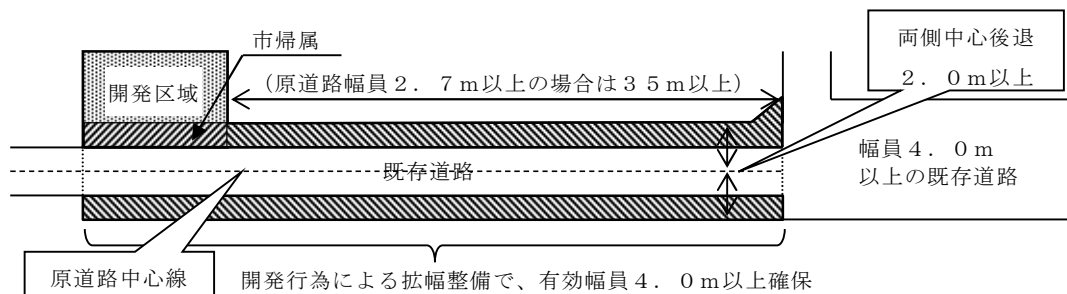 市帰属
両側中心後退
2．0m以上
開発区域
（原道路幅員２．７ｍ以上の場合は３５ｍ以上）
既存道路
幅員4．0m
以上の既存道路
原道路中心線
開発行為による拡幅整備で、有効幅員４．０ｍ以上確保